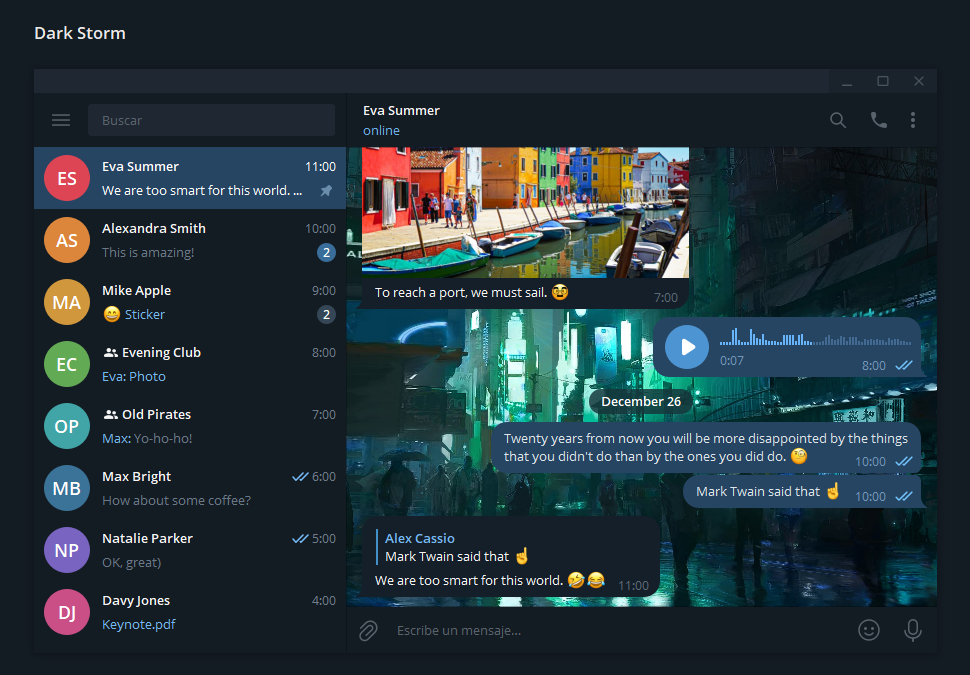 Dark Storm
Buscar
ES
Eva Summer 11:00
We are too smart for this world. ...
AS
Alexandra Smith 10:00
This is amazing! 2
MA
Mike Apple 9:00
😄 Sticker 2
EC
Evening Club 8:00
Eva: Photo
OP
Old Pirates 7:00
Max: Yo-ho-ho!
MB
Max Bright 6:00
How about some coffee?
NP
Natalie Parker 5:00
OK, great)
DJ
Davy Jones 4:00
Keynote.pdf
Eva Summer
online
To reach a port, we must sail. 🥸 7:00
0:07 8:00
December 26
Twenty years from now you will be more disappointed by the things
that you didn't do than by the ones you did do. 🧐 10:00
Mark Twain said that ☝️ 10:00
Alex Cassio
Mark Twain said that ☝️
We are too smart for this world. 🤣😂 11:00
Escribe un mensaje...